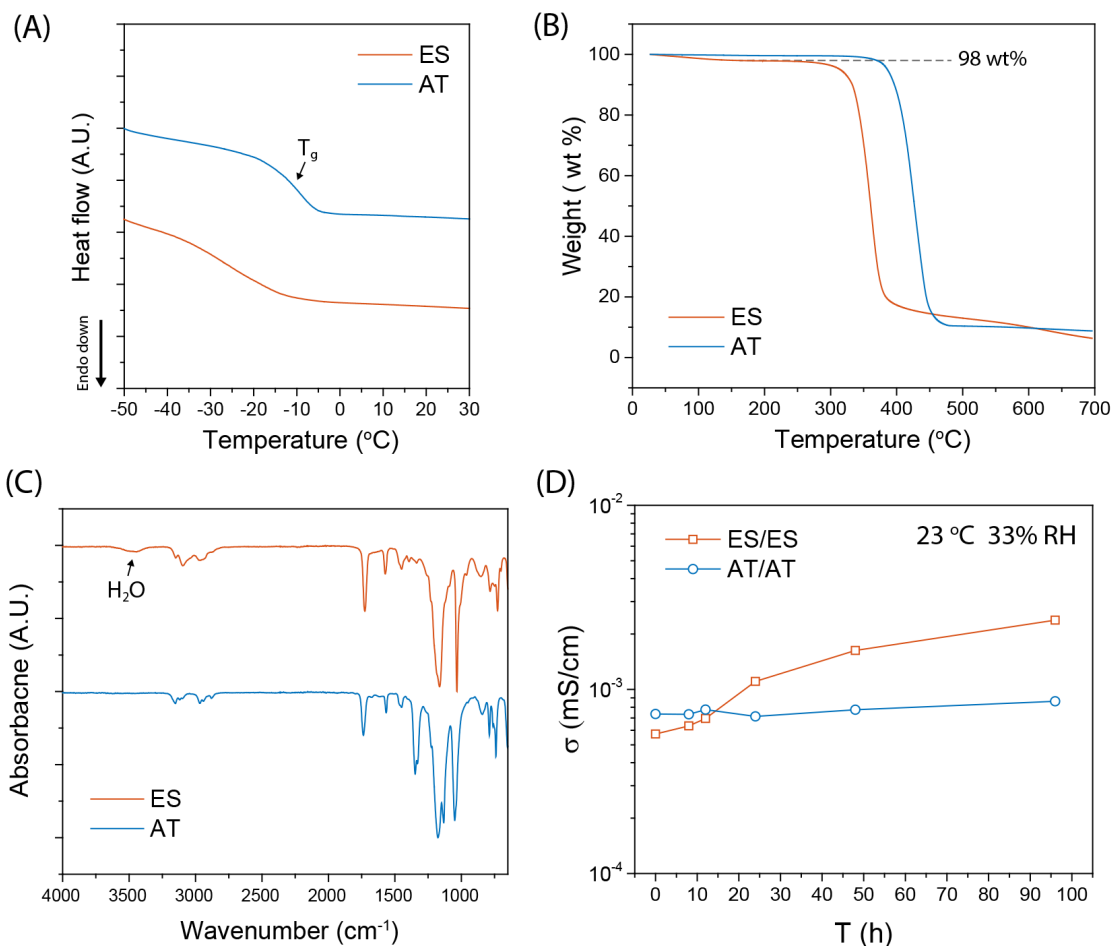 (A)
ES
AT
Tg
Heat flow (A.U.)
Endo down
-50 -40 -30 -20 -10 0 10 20 30
Temperature (oC)
(B)
100
80
60
40
20
0
98 wt%
ES
AT
Weight ( wt %)
0 100 200 300 400 500 600 700
Temperature (oC)
(C)
H2O
ES
AT
Absorbacne (A.U.)
4000 3500 3000 2500 2000 1500 1000
Wavenumber (cm-1)
(D)
10-2
10-3
10-4
ES/ES
AT/AT
23 oC 33% RH
σ (mS/cm)
0 10 20 30 40 50 60 70 80 90 100
T (h)